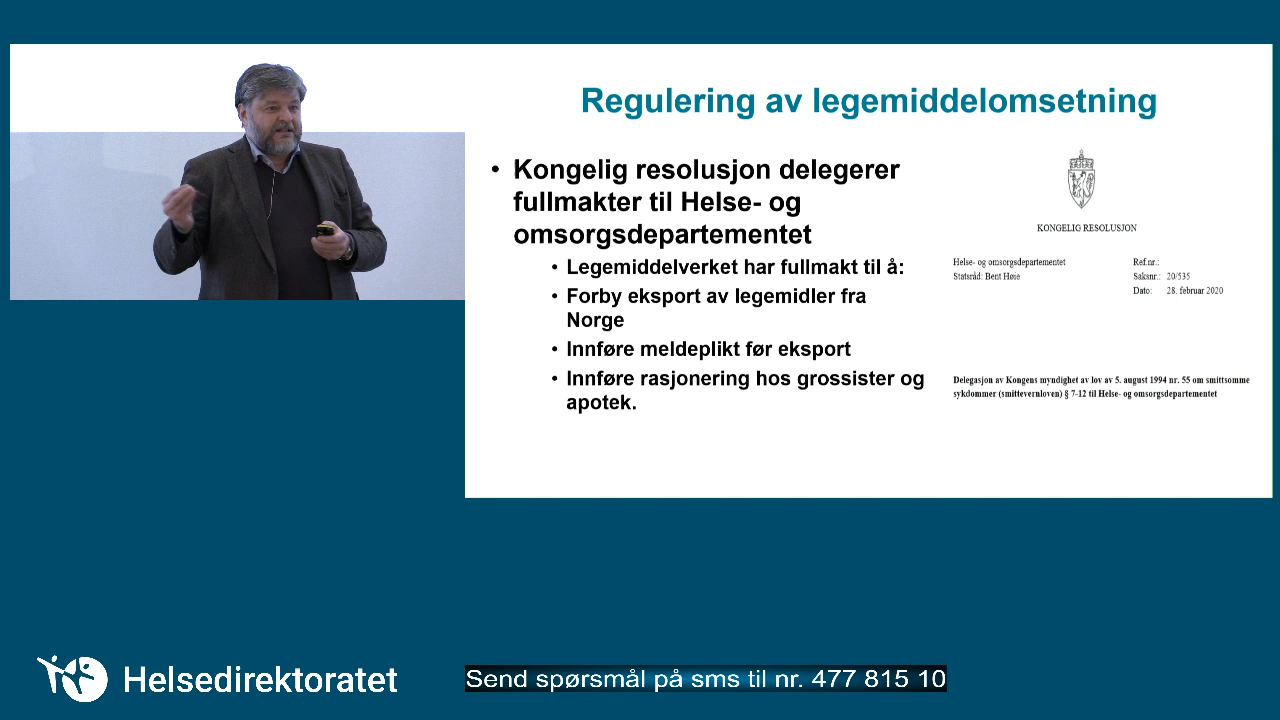 Regulering av legemiddelomsetning
• Kongelig resolusjon delegerer
fullmakter til Helse- og
omsorgsdepartementet
• Legemiddelverket har fullmakt til å:
• Forby eksport av legemidler fra
Norge
• Innføre meldeplikt før eksport
• Innføre rasjonering hos grossister og
apotek.
KONGELIG RESOLUSJON
Helse- og omsorgsdepartementet
Statsråd: Bent Høie
Ref.nr.:
Saksnr.: 20/535
Dato: 28. februar 2020
Delegasjon av Kongens myndighet av lov av 5. august 1994 nr. 55 om smittsomme
sykdommer (smittevernloven) § 7-12 til Helse- og omsorgsdepartementet
Helsedirektoratet
Send spørsmål på sms til nr. 477 815 10